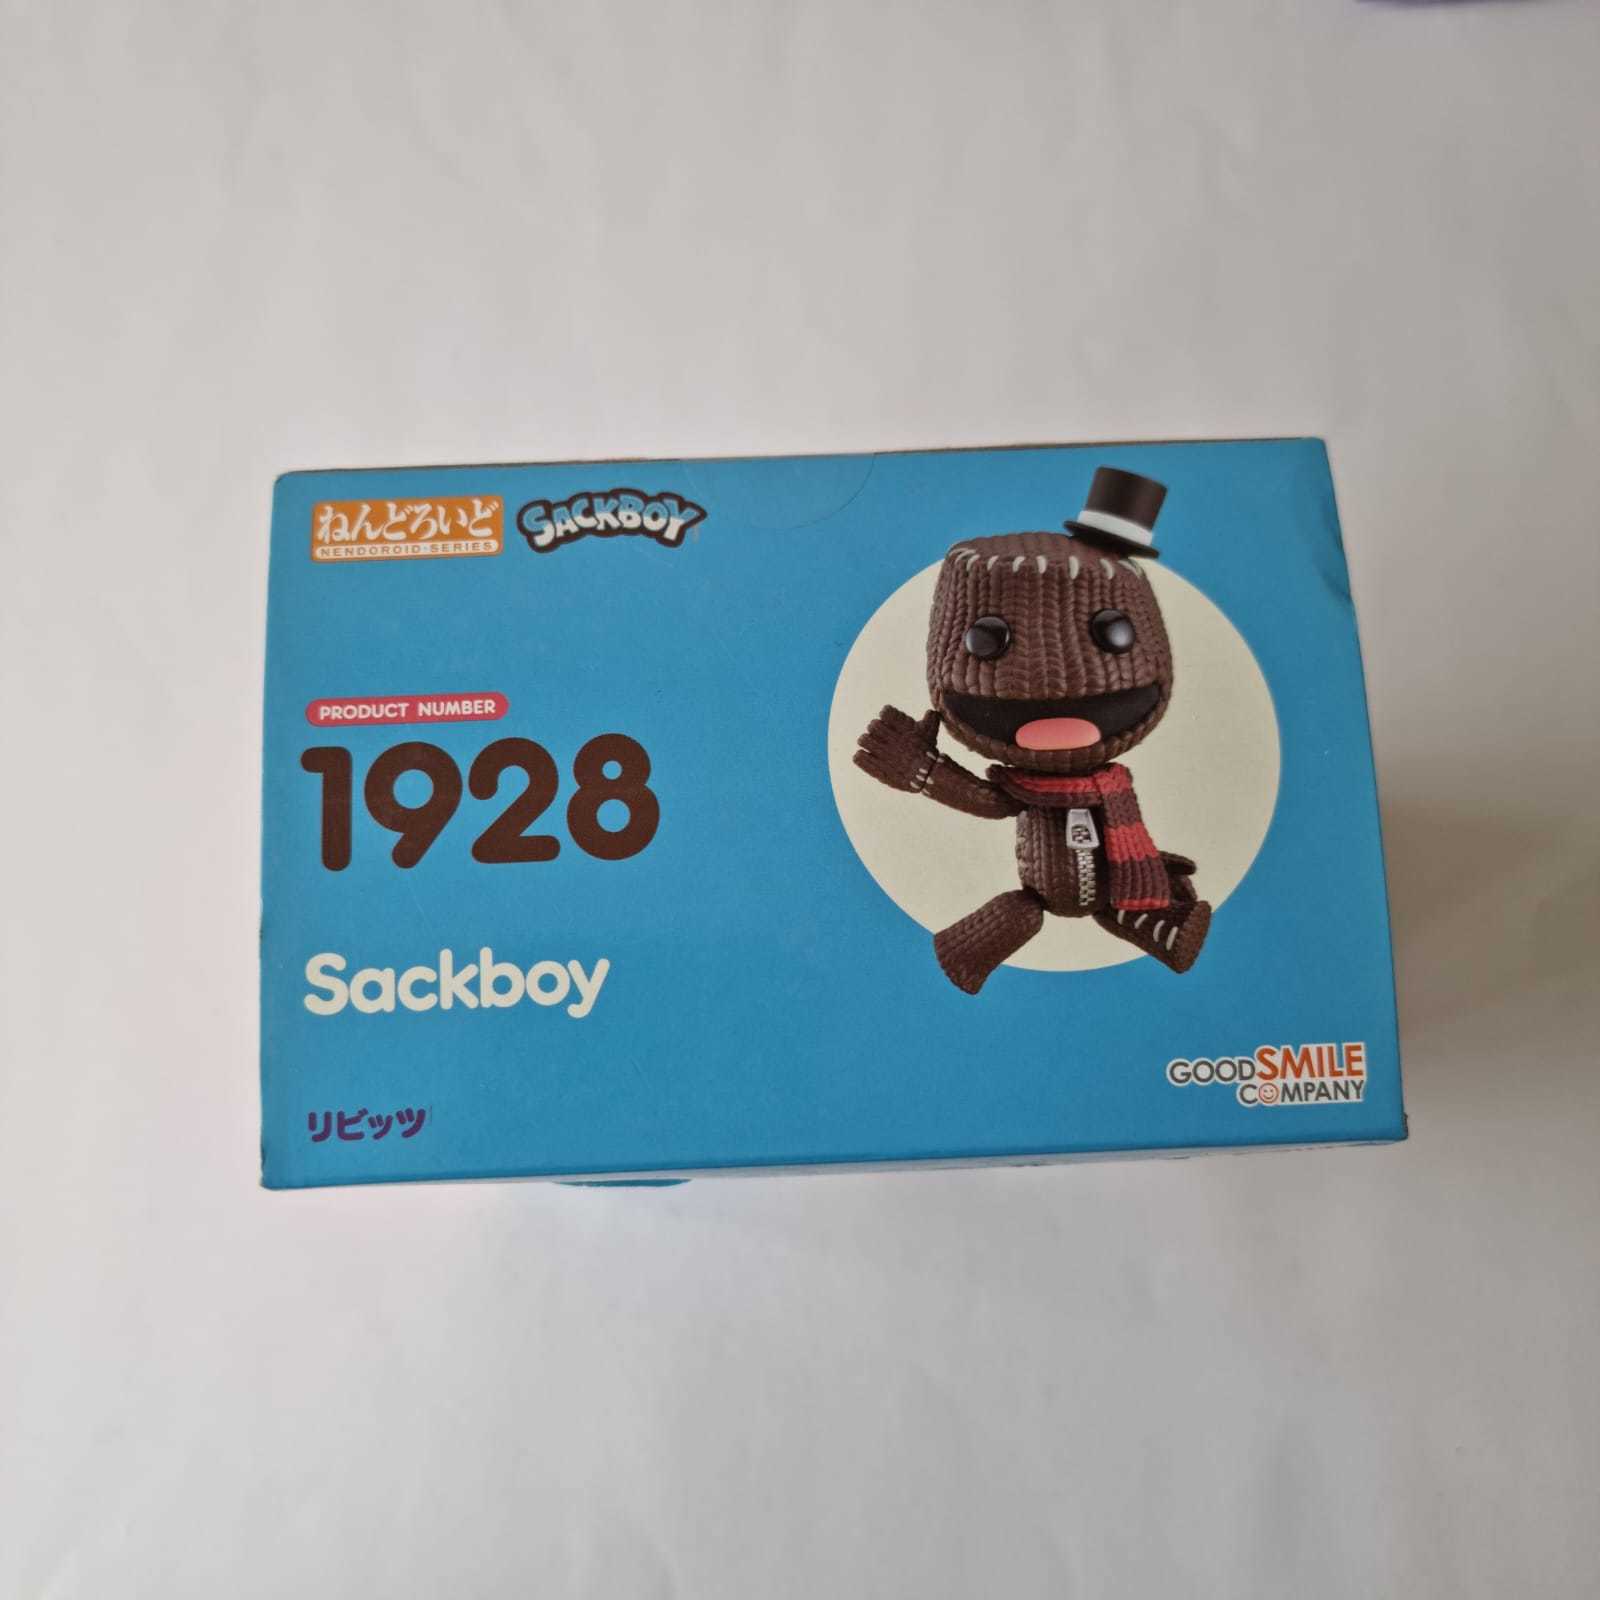 ねんどろいど
NENDOROID·SERIES
SACKBOY
PRODUCT NUMBER
1928
Sackboy
リビッツ
GOOD SMILE
COMPANY